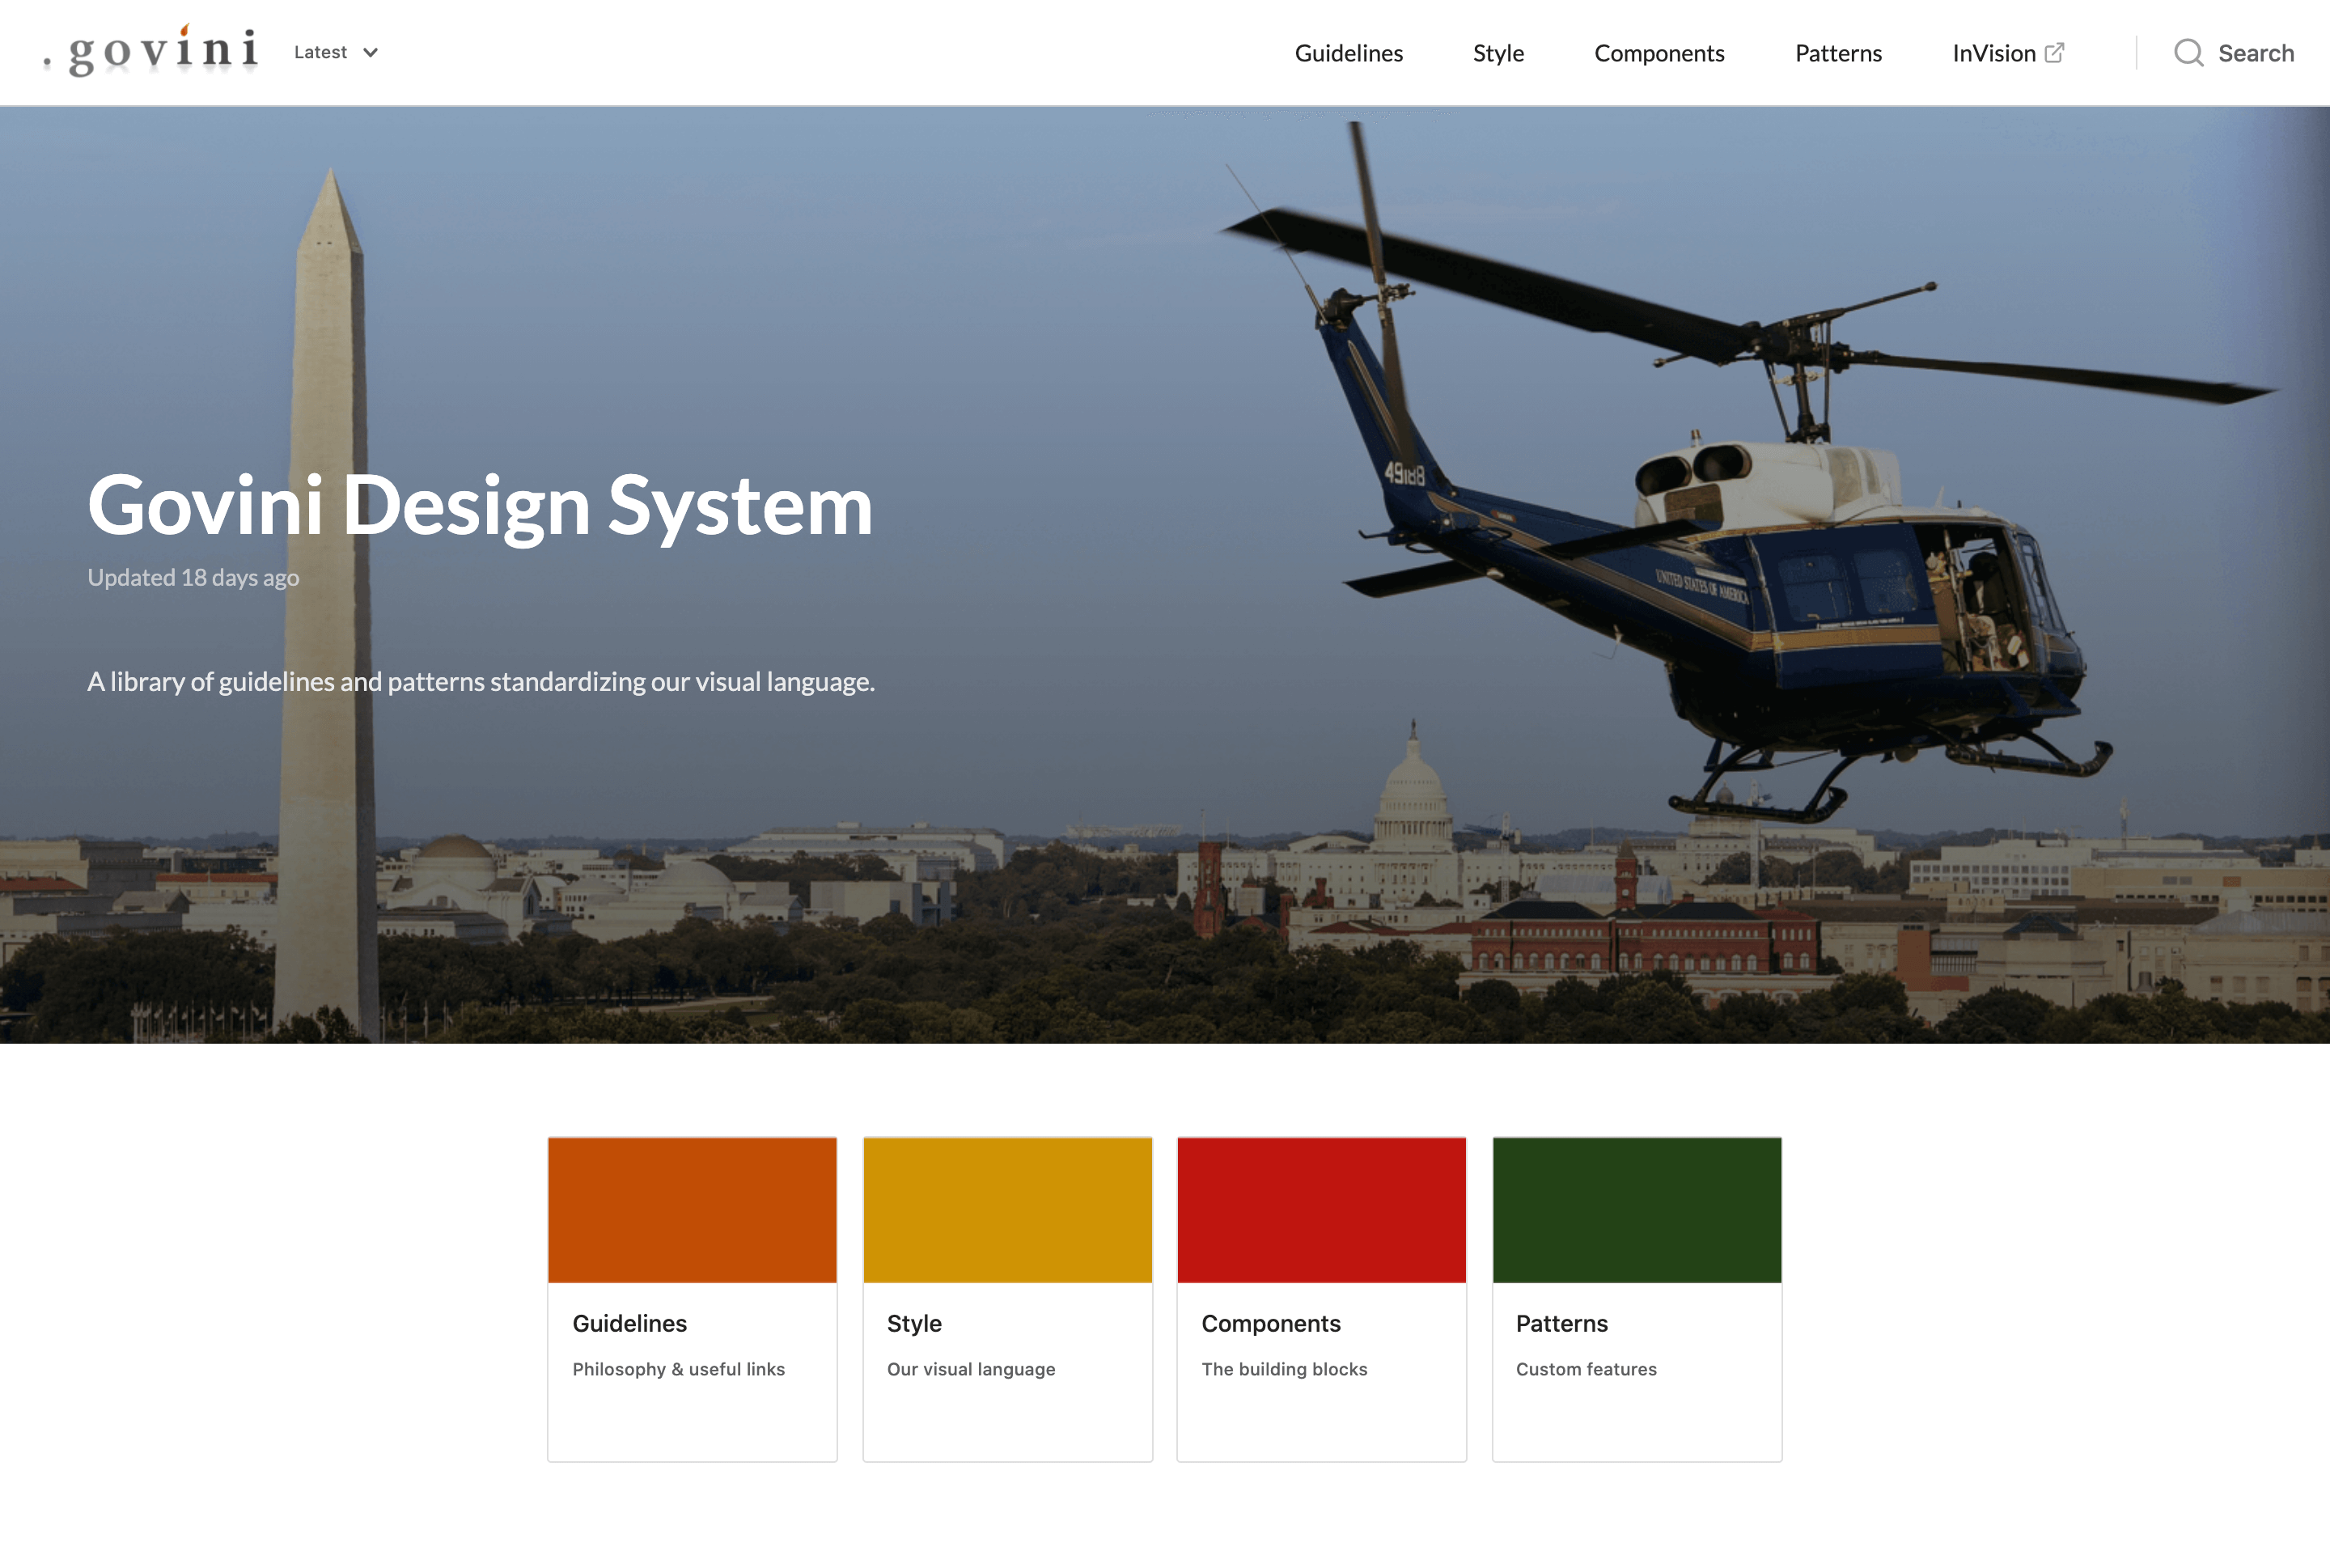 .govini
Latest
Guidelines
Style
Components
Patterns
InVision
Search
49188
UNITED STATES OF AMERICA
Govini Design System
Updated 18 days ago
A library of guidelines and patterns standardizing our visual language.
Guidelines
Philosophy & useful links
Style
Our visual language
Components
The building blocks
Patterns
Custom features